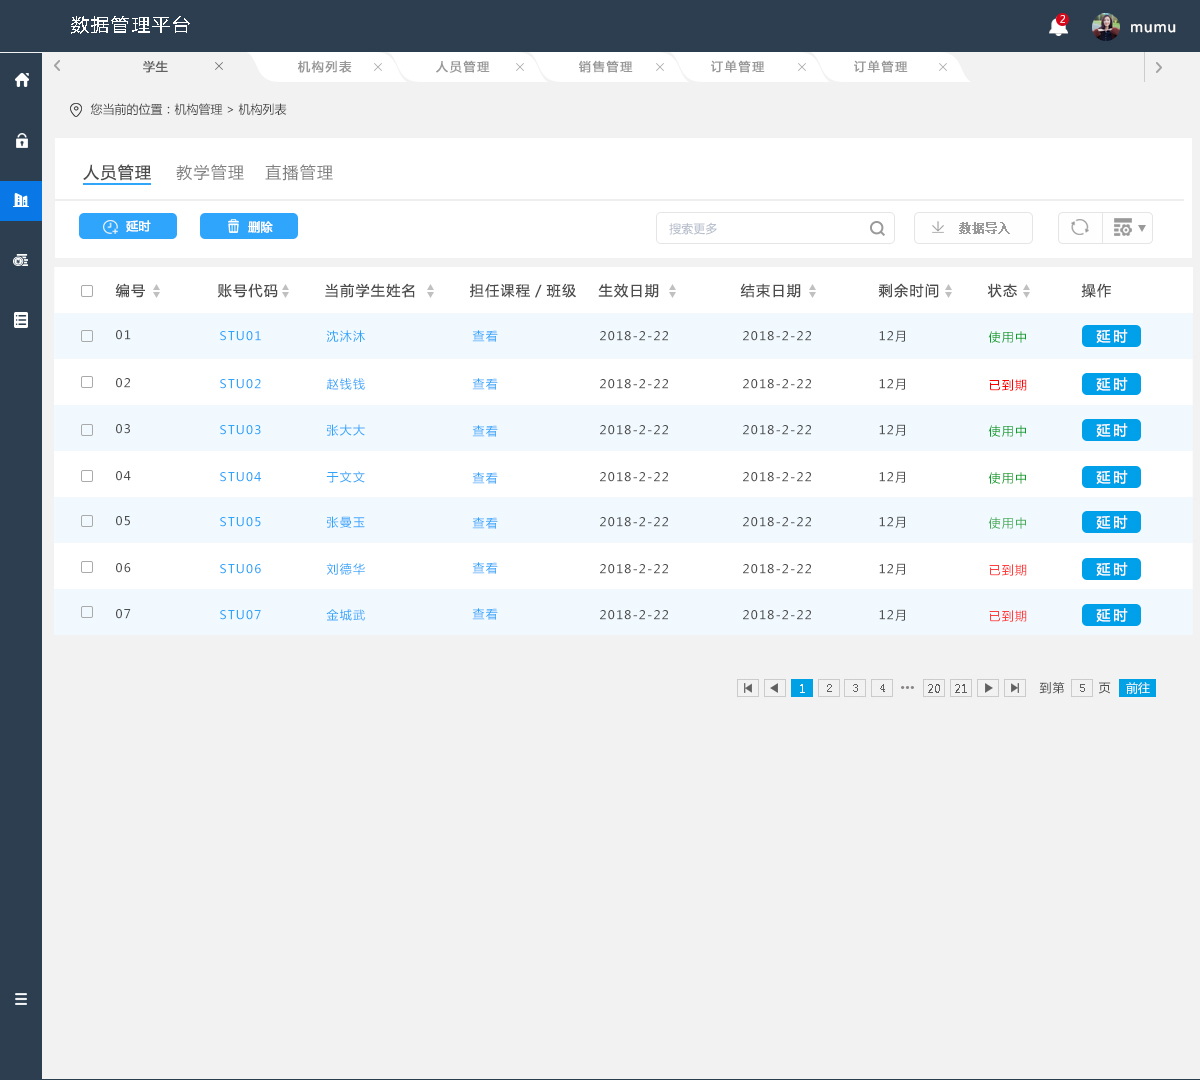 数据管理平台
2
mumu
学生 机构列表 人员管理 销售管理 订单管理 订单管理
您当前的位置：机构管理 > 机构列表
人员管理 教学管理 直播管理
延时 删除 搜索更多 数据导入
编号 账号代码 当前学生姓名 担任课程 / 班级 生效日期 结束日期 剩余时间 状态 操作
01 STU01 沈沐沐 查看 2018-2-22 2018-2-22 12月 使用中 延时
02 STU02 赵钱钱 查看 2018-2-22 2018-2-22 12月 已到期 延时
03 STU03 张大大 查看 2018-2-22 2018-2-22 12月 使用中 延时
04 STU04 于文文 查看 2018-2-22 2018-2-22 12月 使用中 延时
05 STU05 张曼玉 查看 2018-2-22 2018-2-22 12月 使用中 延时
06 STU06 刘德华 查看 2018-2-22 2018-2-22 12月 已到期 延时
07 STU07 金城武 查看 2018-2-22 2018-2-22 12月 已到期 延时
1 2 3 4 ••• 20 21 到第 5 页 前往